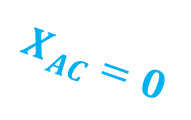 X_AC = 0